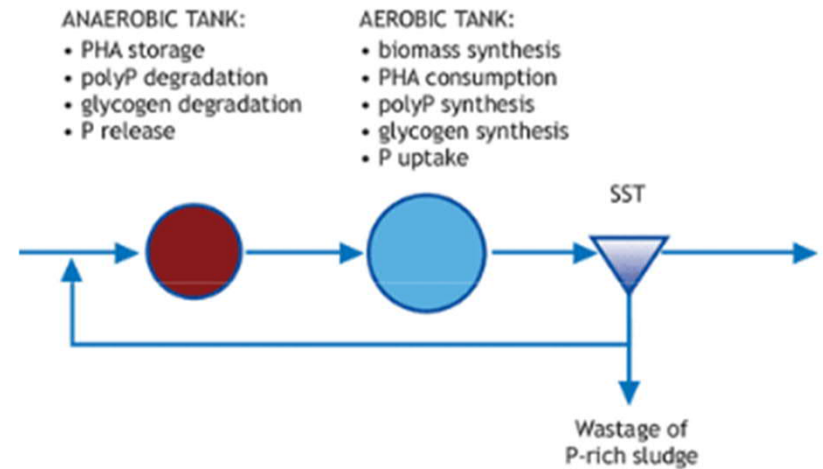 ANAEROBIC TANK:
• PHA storage
• polyP degradation
• glycogen degradation
• P release
AEROBIC TANK:
• biomass synthesis
• PHA consumption
• polyP synthesis
• glycogen synthesis
• P uptake
SST
Wastage of
P-rich sludge